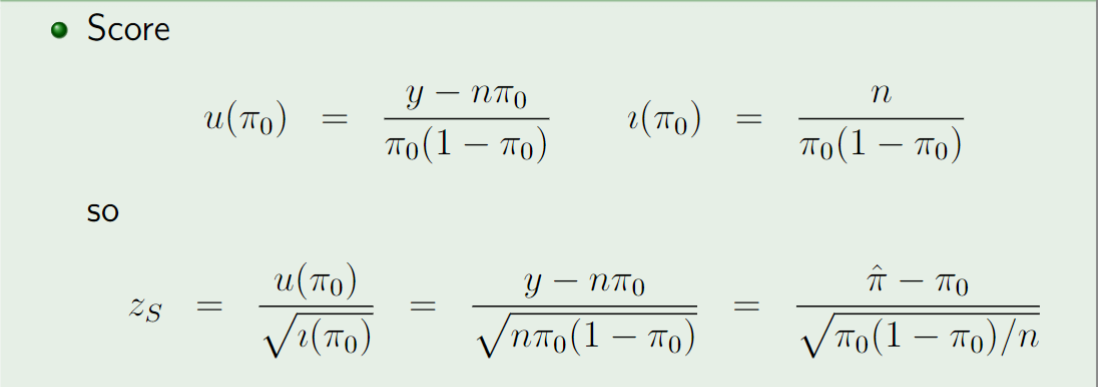 Score
u(π₀) = (y − nπ₀)/(π₀(1 − π₀)) ı(π₀) = n/(π₀(1 − π₀))
so
z_S = u(π₀)/√ı(π₀) = (y − nπ₀)/√(nπ₀(1 − π₀)) = (π̂ − π₀)/√(π₀(1 − π₀)/n)